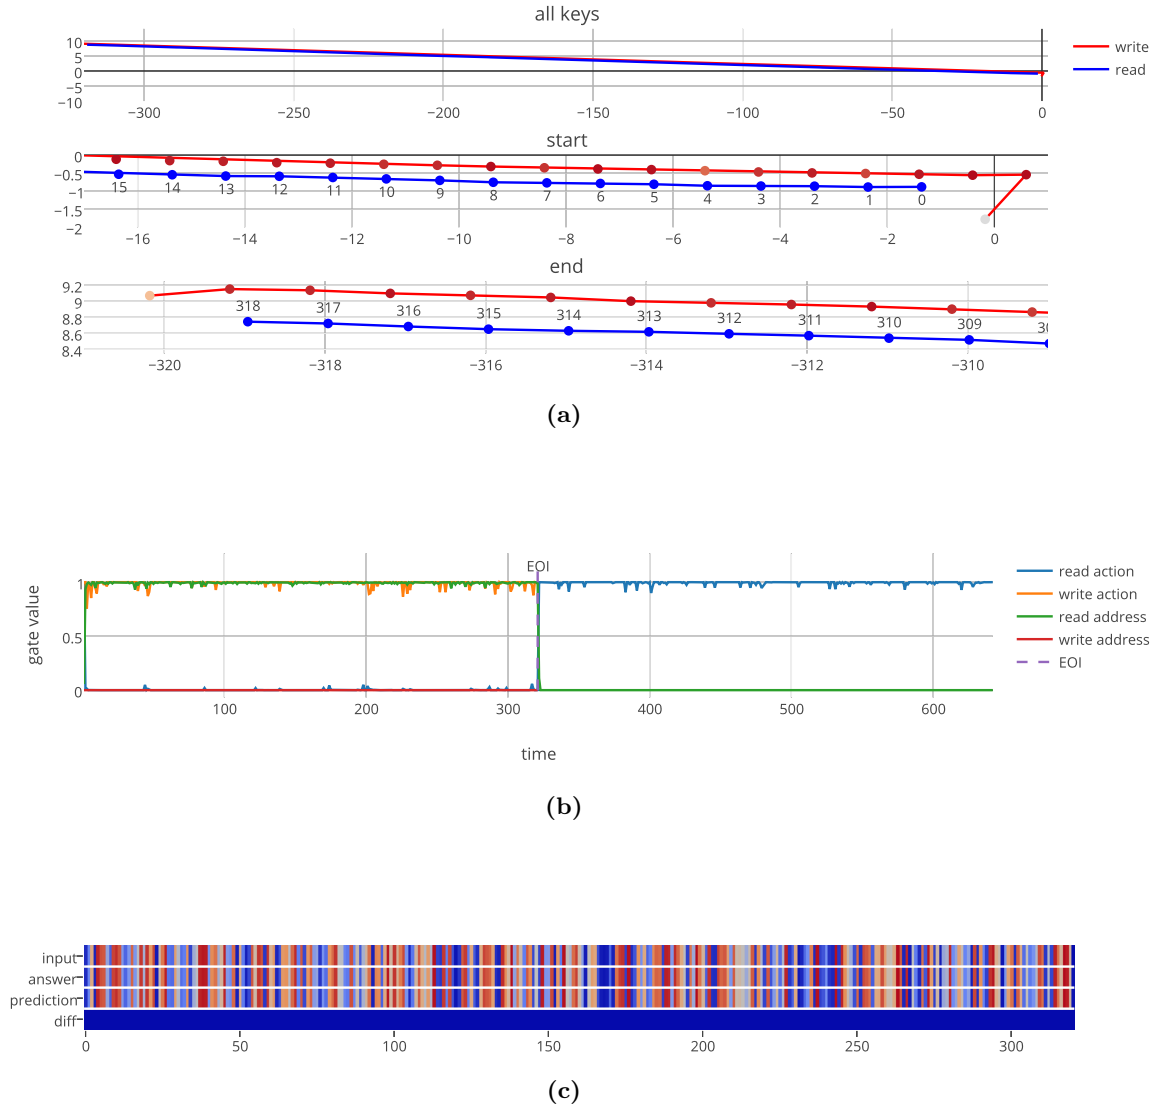 all keys
10
5
0
−5
−10
−300 −250 −200 −150 −100 −50 0
write
read
start
0
−0.5
−1
−1.5
−2
15 14 13 12 11 10 9 8 7 6 5 4 3 2 1 0
−16 −14 −12 −10 −8 −6 −4 −2 0
end
9.2
9
8.8
8.6
8.4
318 317 316 315 314 313 312 311 310 309
−320 −318 −316 −314 −312 −310
(a)
EOI
1
0.5
0
gate value
100 200 300 400 500 600
time
read action
write action
read address
write address
EOI
(b)
input
answer
prediction
diff
0 50 100 150 200 250 300
(c)